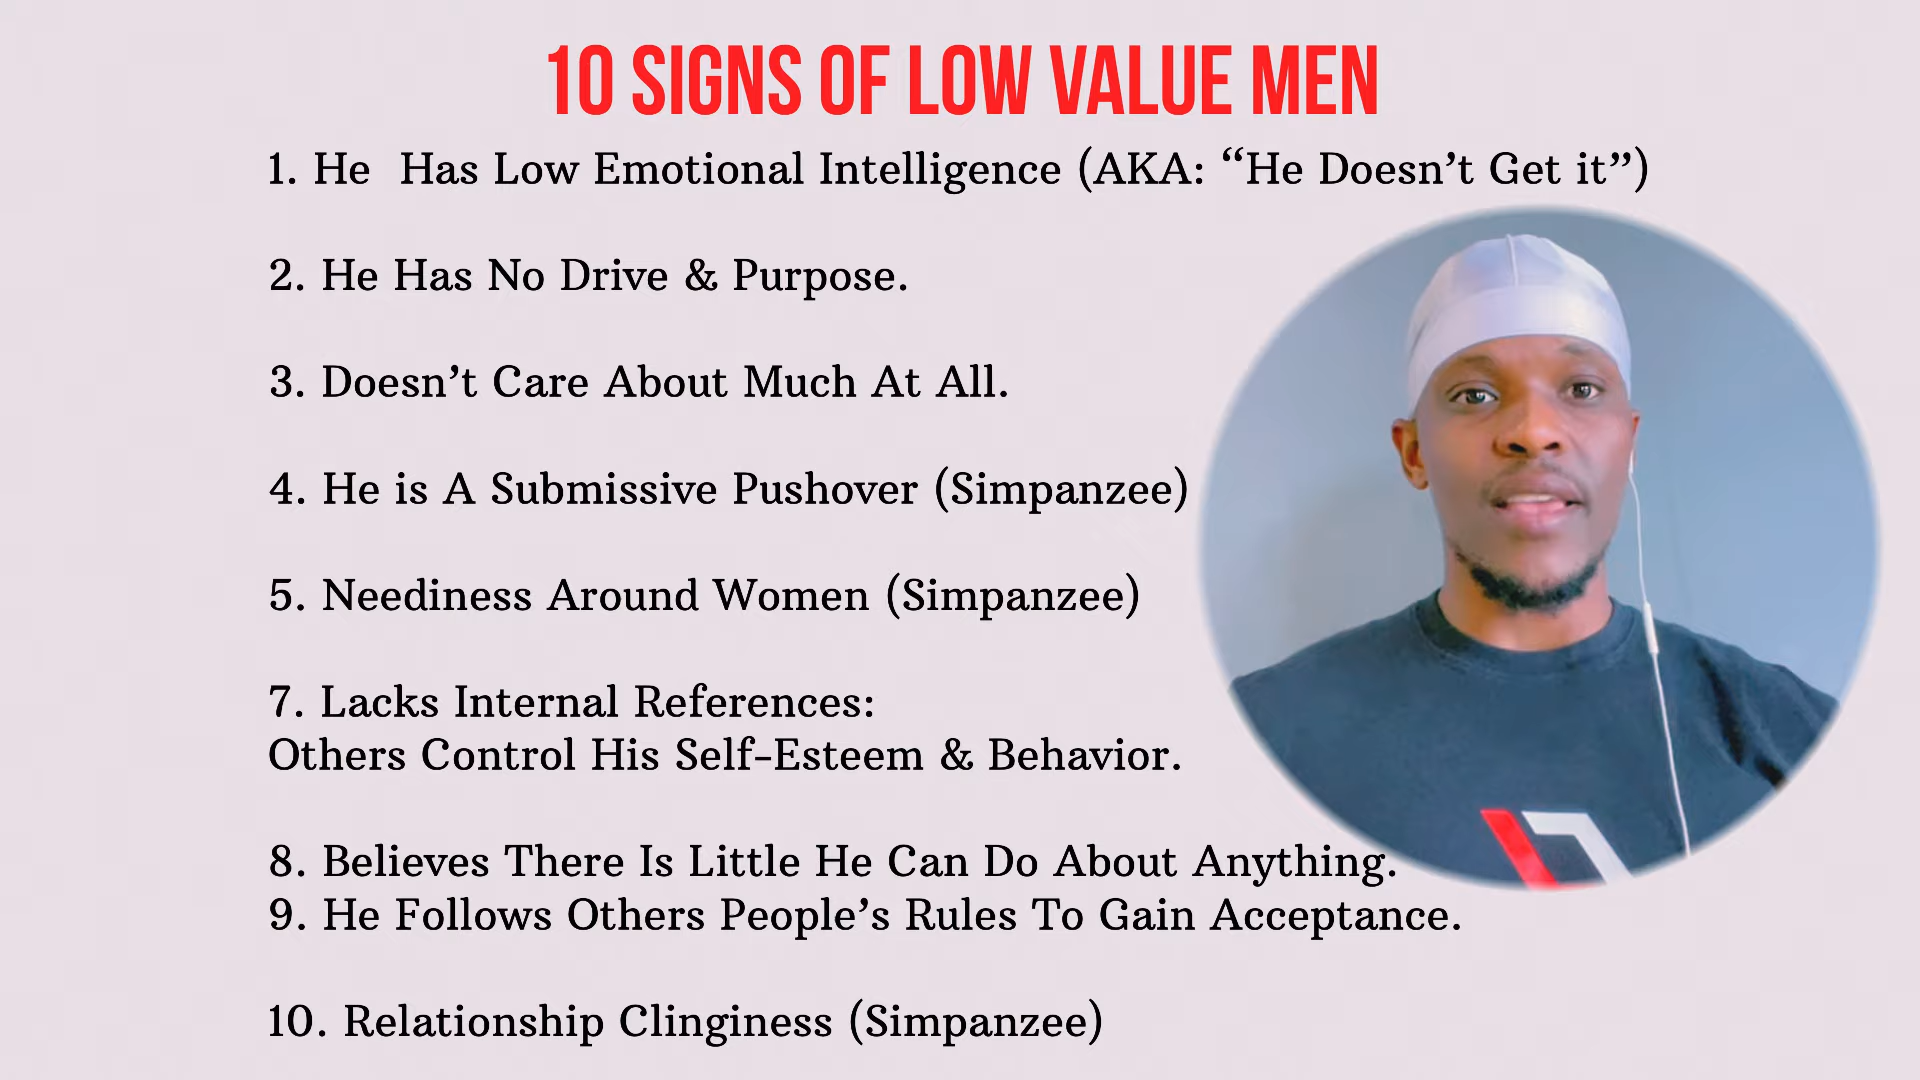 10 SIGNS OF LOW VALUE MEN
1. He Has Low Emotional Intelligence (AKA: “He Doesn’t Get it”)
2. He Has No Drive & Purpose.
3. Doesn’t Care About Much At All.
4. He is A Submissive Pushover (Simpanzee)
5. Neediness Around Women (Simpanzee)
7. Lacks Internal References:
Others Control His Self-Esteem & Behavior.
8. Believes There Is Little He Can Do About Anything.
9. He Follows Others People’s Rules To Gain Acceptance.
10. Relationship Clinginess (Simpanzee)